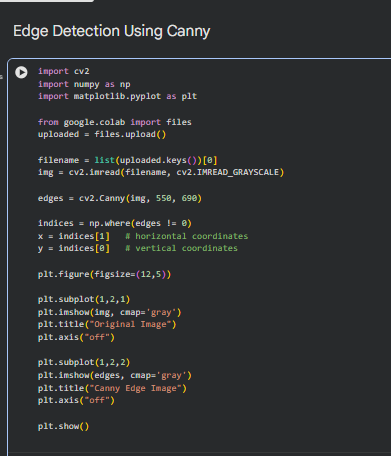 Edge Detection Using Canny
import cv2
import numpy as np
import matplotlib.pyplot as plt
from google.colab import files
uploaded = files.upload()
filename = list(uploaded.keys())[0]
img = cv2.imread(filename, cv2.IMREAD_GRAYSCALE)
edges = cv2.Canny(img, 550, 690)
indices = np.where(edges != 0)
x = indices[1]   # horizontal coordinates
y = indices[0]   # vertical coordinates
plt.figure(figsize=(12,5))
plt.subplot(1,2,1)
plt.imshow(img, cmap='gray')
plt.title("Original Image")
plt.axis("off")
plt.subplot(1,2,2)
plt.imshow(edges, cmap='gray')
plt.title("Canny Edge Image")
plt.axis("off")
plt.show()